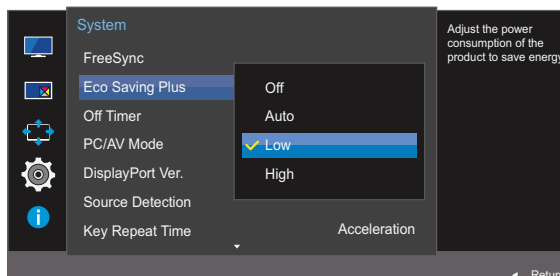 System
FreeSync
Eco Saving Plus
Off Timer
PC/AV Mode
DisplayPort Ver.
Source Detection
Key Repeat Time
Acceleration
Off
Auto
Low
High
Adjust the power
consumption of the
product to save energy
Return